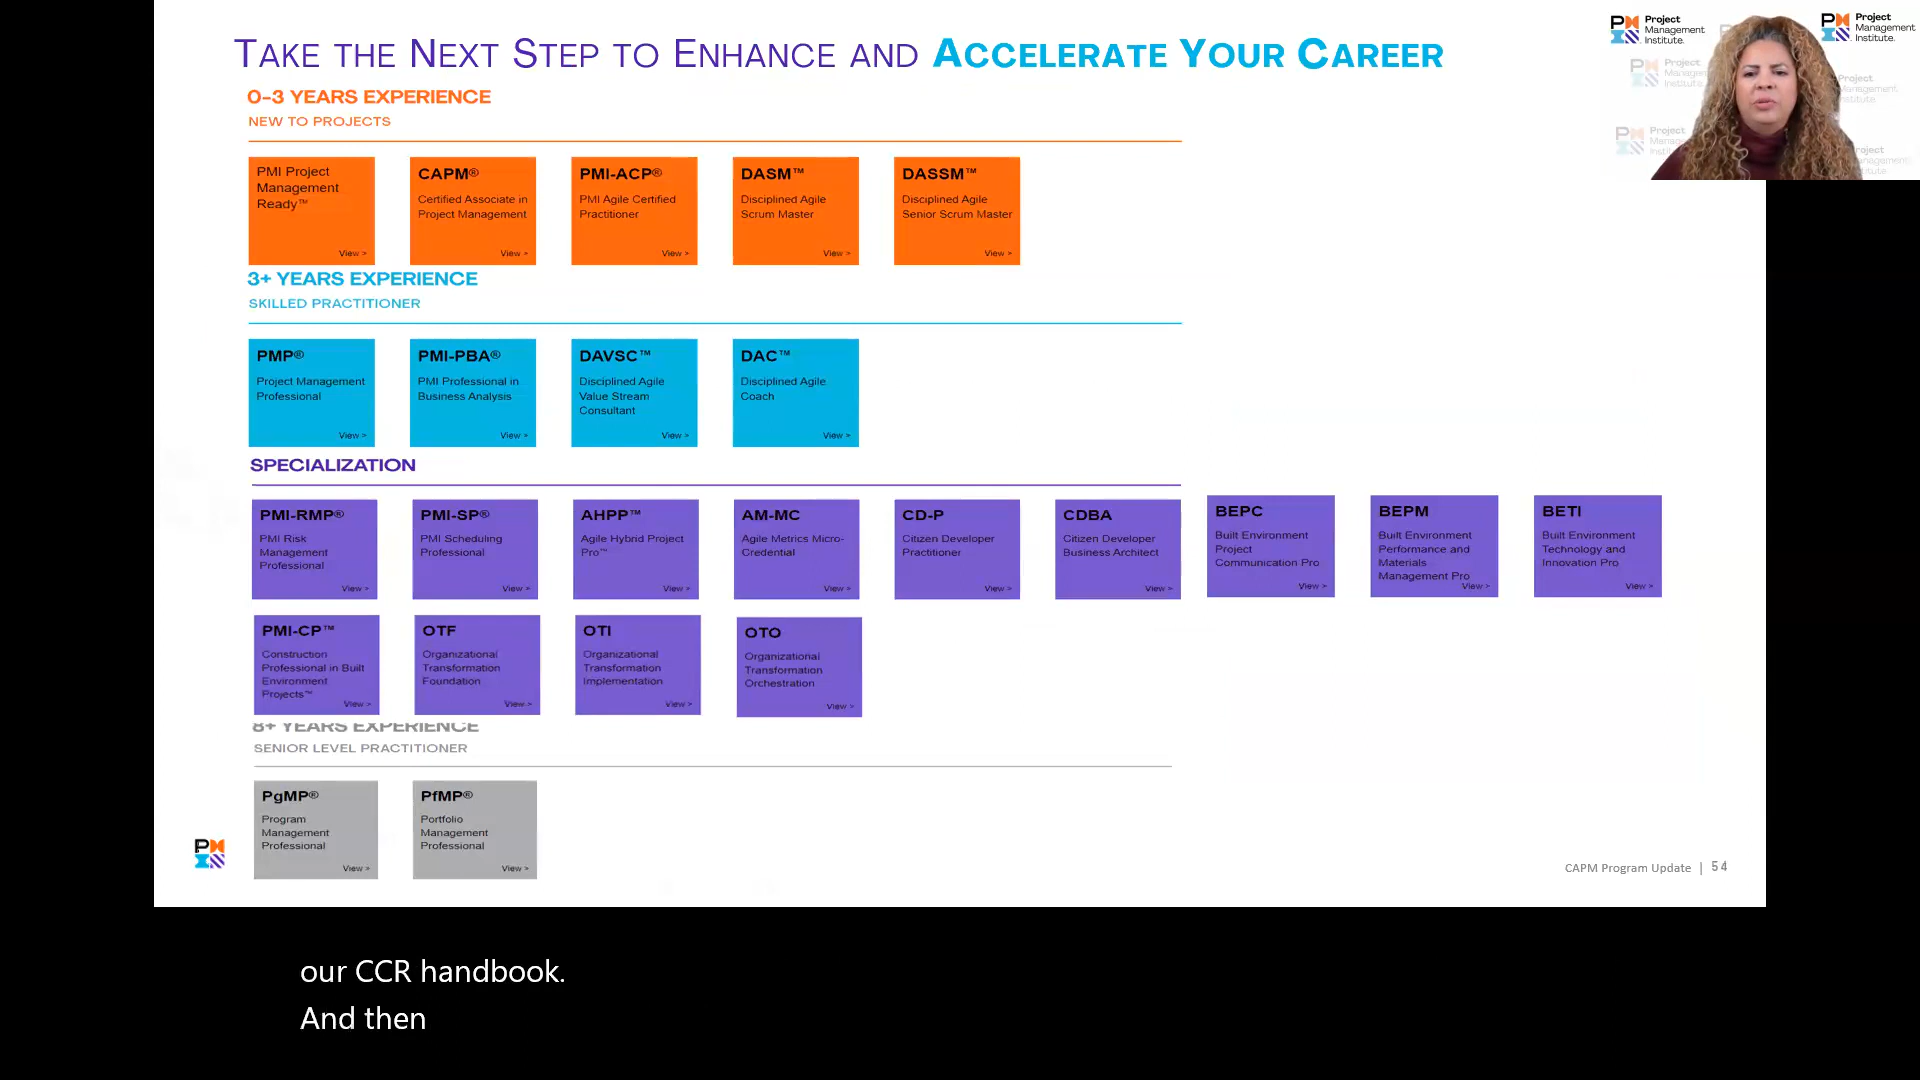 TAKE THE NEXT STEP TO ENHANCE AND ACCELERATE YOUR CAREER
Project
Management
Institute.
Project
Management
Institute.
0-3 YEARS EXPERIENCE
NEW TO PROJECTS
PMI Project
Management
Ready™
View >
CAPM®
Certified Associate in
Project Management
View >
PMI-ACP®
PMI Agile Certified
Practitioner
View >
DASM™
Disciplined Agile
Scrum Master
View >
DASSM™
Disciplined Agile
Senior Scrum Master
View >
3+ YEARS EXPERIENCE
SKILLED PRACTITIONER
PMP®
Project Management
Professional
View >
PMI-PBA®
PMI Professional in
Business Analysis
View >
DAVSC™
Disciplined Agile
Value Stream
Consultant
View >
DAC™
Disciplined Agile
Coach
View >
SPECIALIZATION
PMI-RMP®
PMI Risk
Management
Professional
View >
PMI-SP®
PMI Scheduling
Professional
View >
AHPP™
Agile Hybrid Project
Pro™
View >
AM-MC
Agile Metrics Micro-
Credential
View >
CD-P
Citizen Developer
Practitioner
View >
CDBA
Citizen Developer
Business Architect
View >
BEPC
Built Environment
Project
Communication Pro
View >
BEPM
Built Environment
Performance and
Materials
Management Pro
View >
BETI
Built Environment
Technology and
Innovation Pro
View >
PMI-CP™
Construction
Professional in Built
Environment
Projects™
View >
OTF
Organizational
Transformation
Foundation
View >
OTI
Organizational
Transformation
Implementation
View >
OTO
Organizational
Transformation
Orchestration
View >
8+ YEARS EXPERIENCE
SENIOR LEVEL PRACTITIONER
PgMP®
Program
Management
Professional
View >
PfMP®
Portfolio
Management
Professional
View >
CAPM Program Update | 54
our CCR handbook.
And then